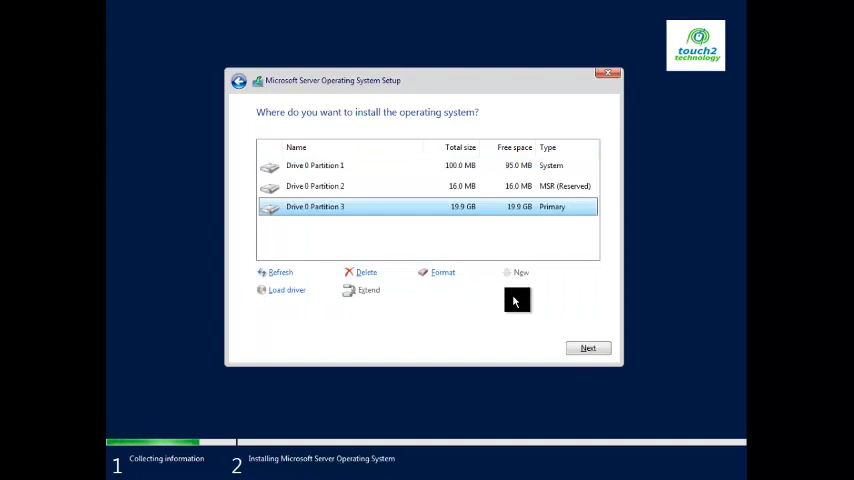 touch2
technology
Microsoft Server Operating System Setup
Where do you want to install the operating system?
Name Total size Free space Type
Drive 0 Partition 1 100.0 MB 95.0 MB System
Drive 0 Partition 2 16.0 MB 16.0 MB MSR (Reserved)
Drive 0 Partition 3 19.9 GB 19.9 GB Primary
Refresh Delete Format New
Load driver Extend
Next
1 Collecting information 2 Installing Microsoft Server Operating System